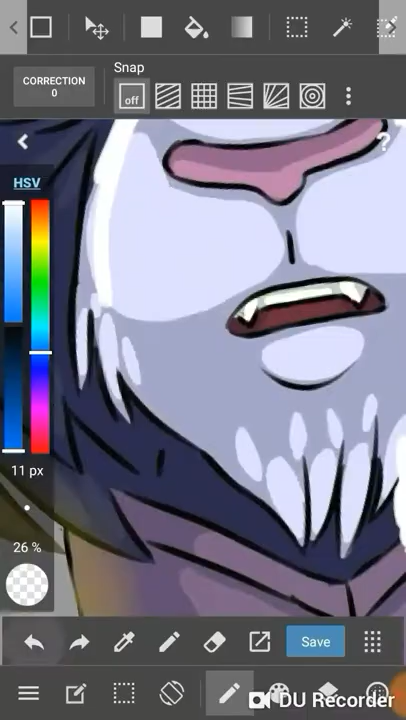 CORRECTION
0
Snap
off
?
HSV
11 px
26 %
Save
DU Recorder